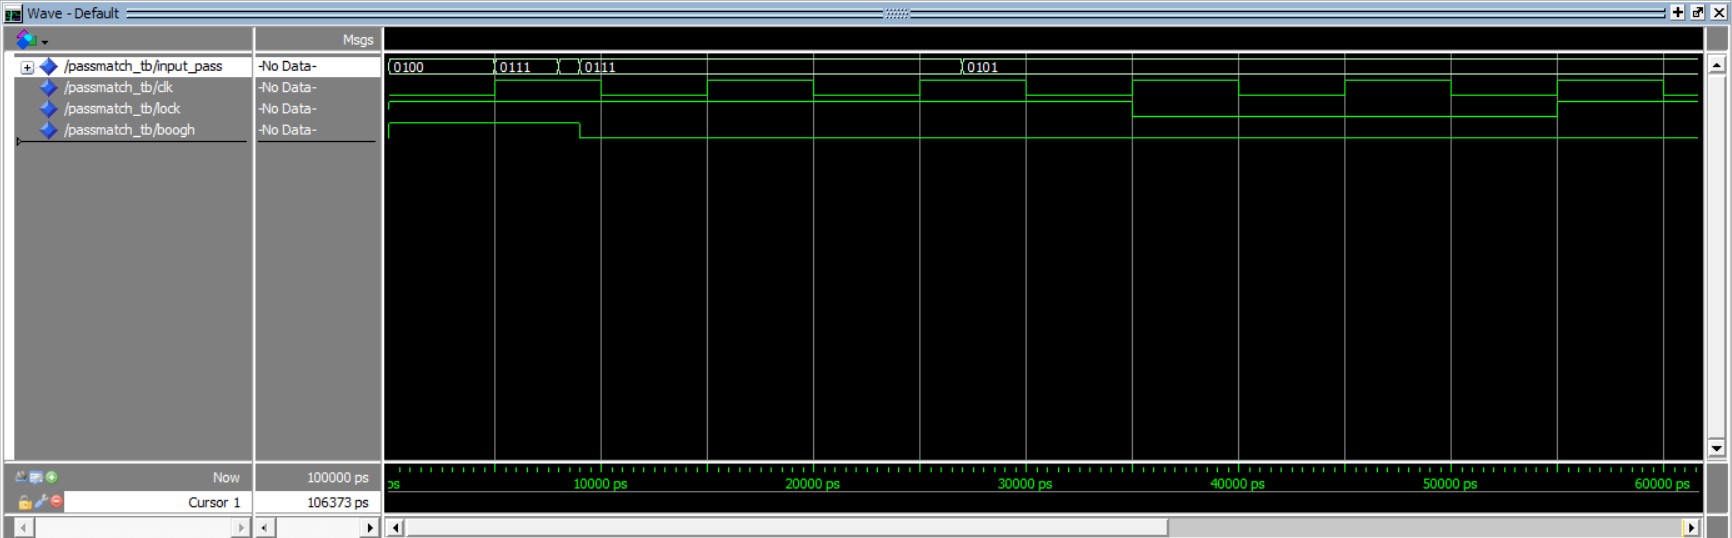 Wave - Default
Msgs
/passmatch_tb/input_pass -No Data- 0100 0111 0111 0101
/passmatch_tb/clk -No Data-
/passmatch_tb/lock -No Data-
/passmatch_tb/boogh -No Data-
Now 100000 ps ps 10000 ps 20000 ps 30000 ps 40000 ps 50000 ps 60000 ps
Cursor 1 106373 ps